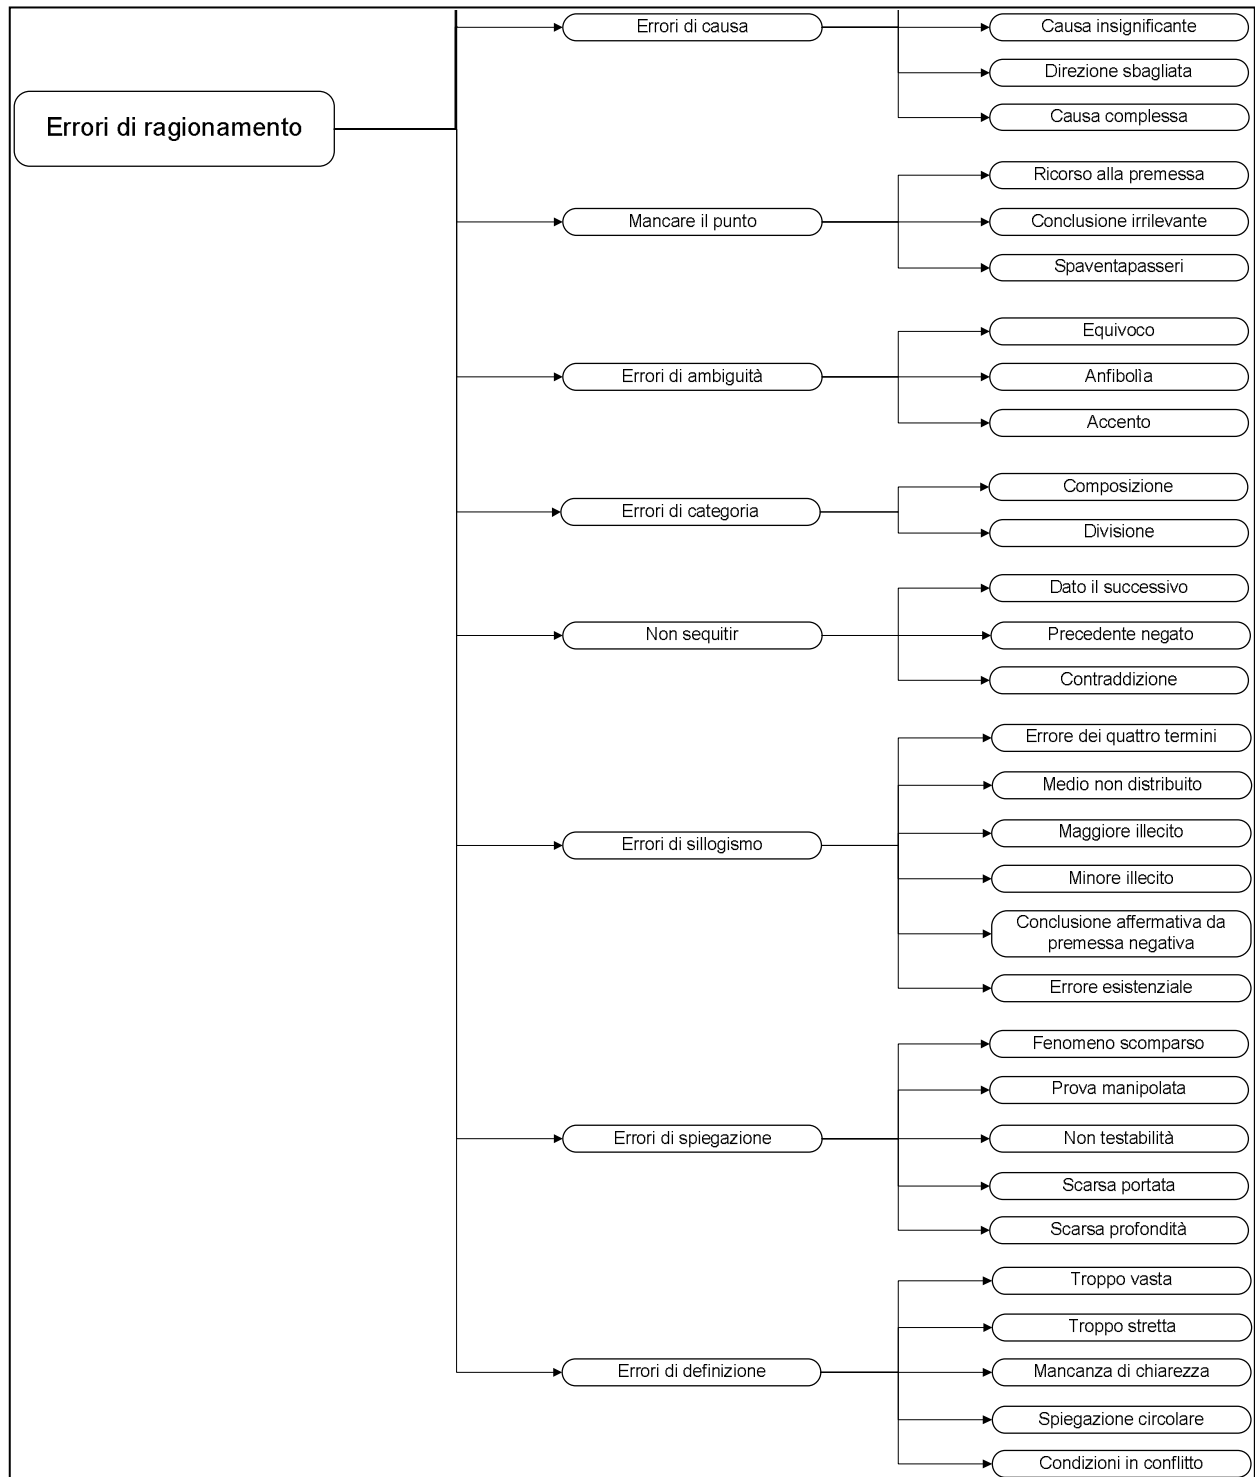 Errori di ragionamento
Errori di causa
Causa insignificante
Direzione sbagliata
Causa complessa
Mancare il punto
Ricorso alla premessa
Conclusione irrilevante
Spaventapasseri
Errori di ambiguità
Equivoco
Anfibolìa
Accento
Errori di categoria
Composizione
Divisione
Non sequitir
Dato il successivo
Precedente negato
Contraddizione
Errori di sillogismo
Errore dei quattro termini
Medio non distribuito
Maggiore illecito
Minore illecito
Conclusione affermativa da
premessa negativa
Errore esistenziale
Errori di spiegazione
Fenomeno scomparso
Prova manipolata
Non testabilità
Scarsa portata
Scarsa profondità
Errori di definizione
Troppo vasta
Troppo stretta
Mancanza di chiarezza
Spiegazione circolare
Condizioni in conflitto